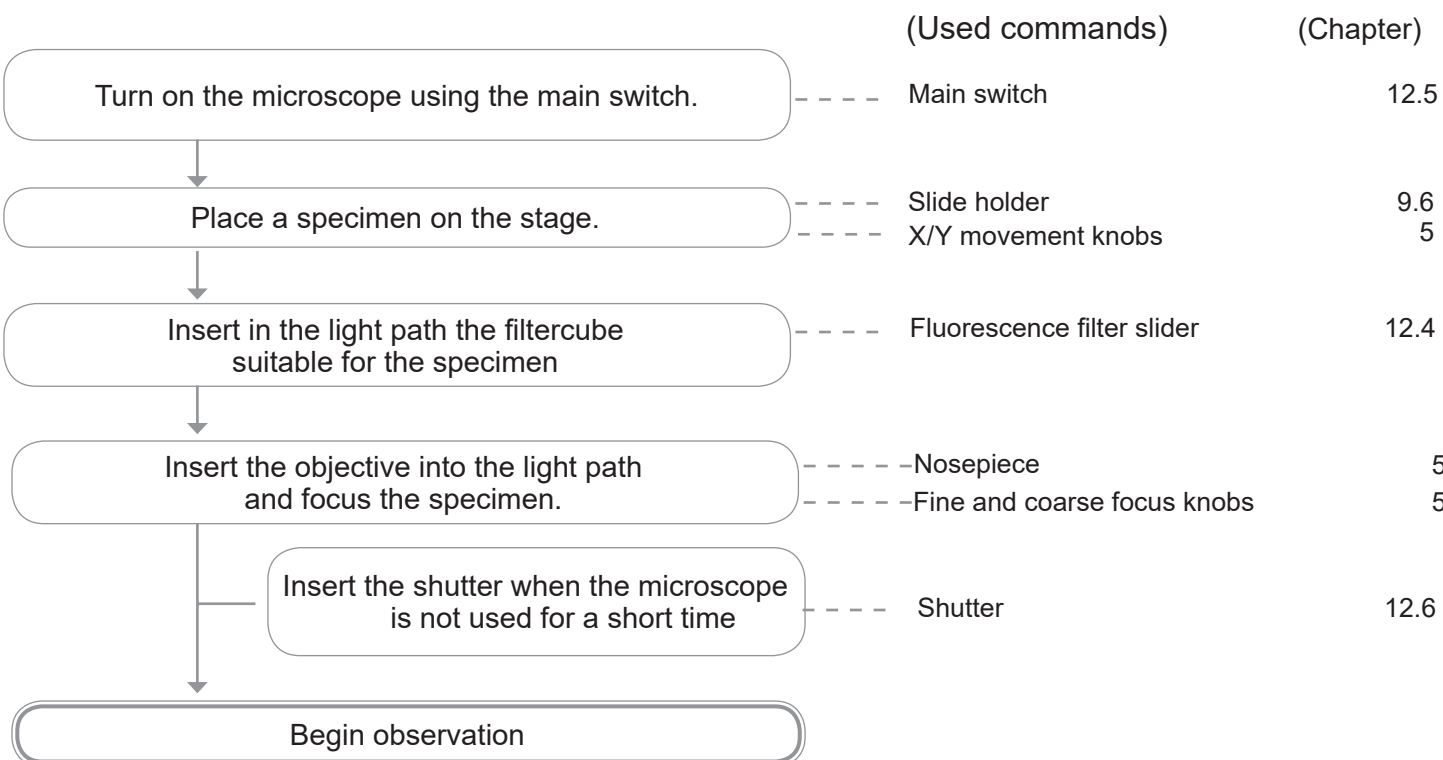 (Used commands) (Chapter)
Turn on the microscope using the main switch. Main switch 12.5
Place a specimen on the stage. Slide holder 9.6
X/Y movement knobs 5
Insert in the light path the filtercube Fluorescence filter slider 12.4
suitable for the specimen
Insert the objective into the light path Nosepiece 5
and focus the specimen. Fine and coarse focus knobs 5
Insert the shutter when the microscope
is not used for a short time Shutter 12.6
Begin observation